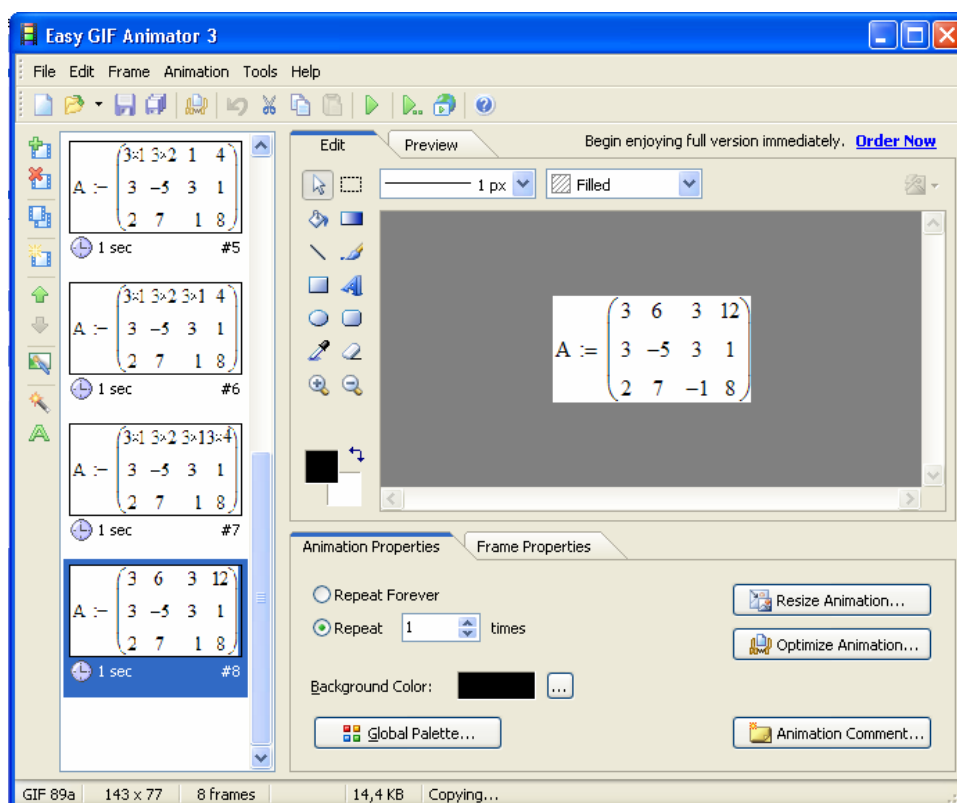 Easy GIF Animator 3
File Edit Frame Animation Tools Help
3×1 3×2 1 4
A := 3 −5 3 1
2 7 1 8
1 sec #5
3×1 3×2 3×1 4
A := 3 −5 3 1
2 7 1 8
1 sec #6
3×1 3×2 3×1 3×4
A := 3 −5 3 1
2 7 1 8
1 sec #7
3 6 3 12
A := 3 −5 3 1
2 7 1 8
1 sec #8
Edit Preview Begin enjoying full version immediately. Order Now
1 px Filled
3 6 3 12
A := 3 −5 3 1
2 7 −1 8
Animation Properties Frame Properties
Repeat Forever
Repeat 1 times
Background Color: ...
Global Palette...
Resize Animation...
Optimize Animation...
Animation Comment...
GIF 89a 143 x 77 8 frames 14,4 KB Copying...